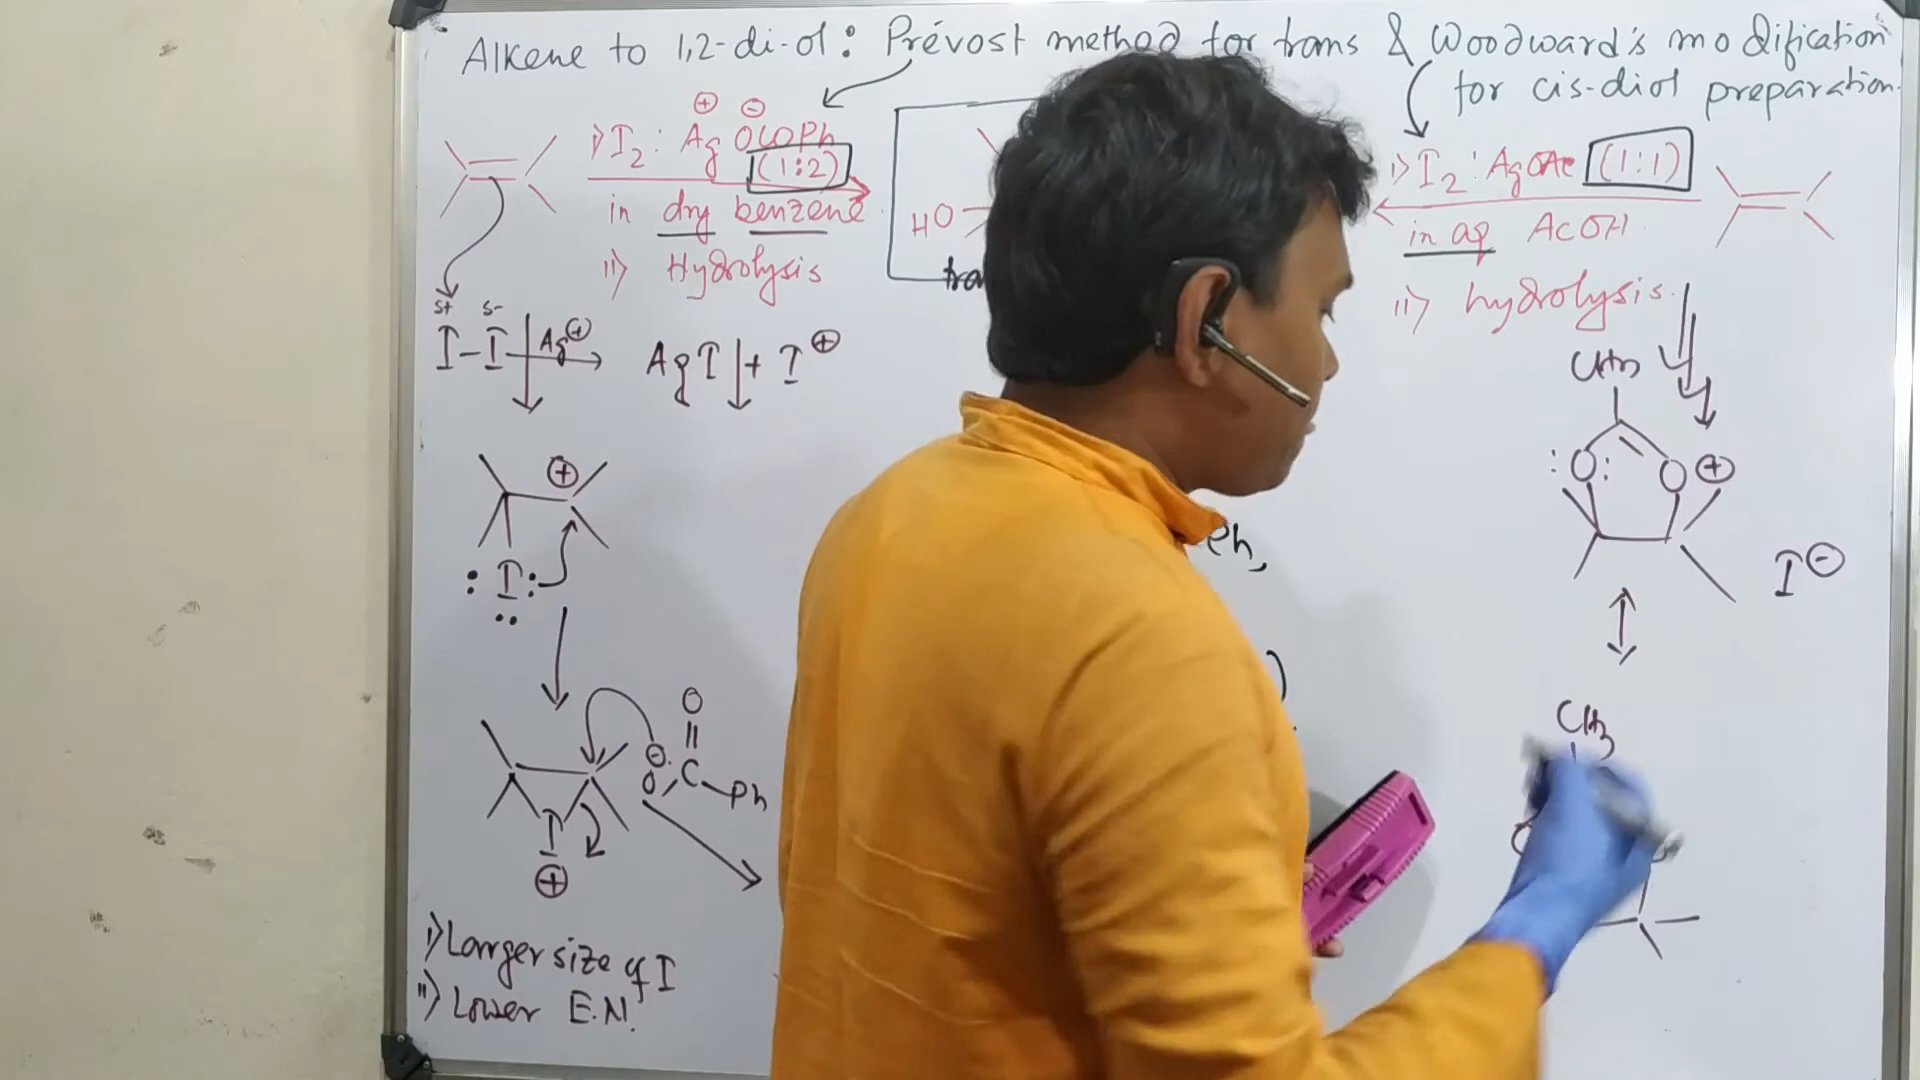 Alkene to 1,2-di-ol: Prévost method for trans & Woodward's modification
for cis-diol preparation.
i) I2 : Ag⊕ OCOPh⊖
(1:2)
in dry benzene
ii) Hydrolysis
HO
i) I2 : AgOAc (1:1)
in aq AcOH
ii) hydrolysis.
δ+ δ-
I–I Ag⊕ AgI↓ + I⊕
CH3
:O: O⊕
I⊖
⊕
:I:
Ph,
CH3
O
⊖
O C Ph
I
⊕
i) Larger size of I
ii) Lower E.N.